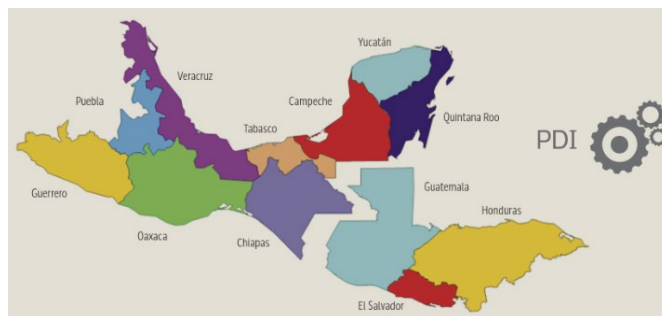 Yucatán
Veracruz
Puebla
Campeche
Tabasco
Quintana Roo
PDI
Guerrero
Guatemala
Honduras
Oaxaca
Chiapas
El Salvador